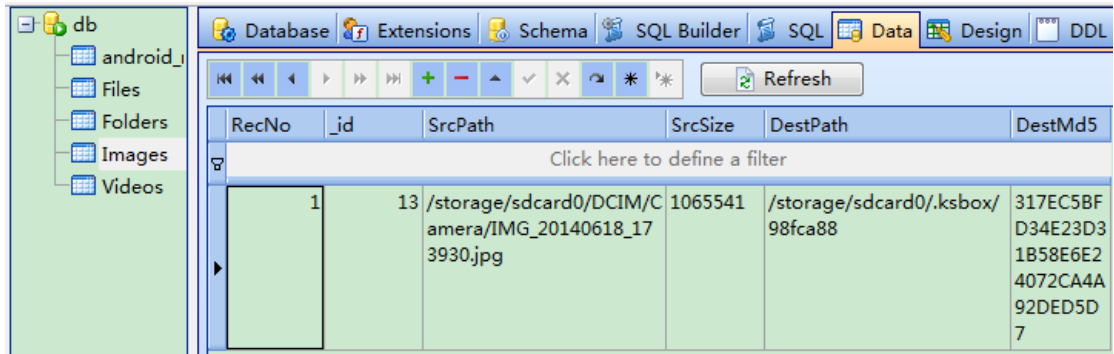 db
android_
Files
Folders
Images
Videos
Database Extensions Schema SQL Builder SQL Data Design DDL
Refresh
RecNo _id SrcPath SrcSize DestPath DestMd5
Click here to define a filter
1 13 /storage/sdcard0/DCIM/C 1065541 /storage/sdcard0/.ksbox/ 317EC5BF
amera/IMG_20140618_17 98fca88 D34E23D3
3930.jpg 1B58E6E2
4072CA4A
92DED5D
7